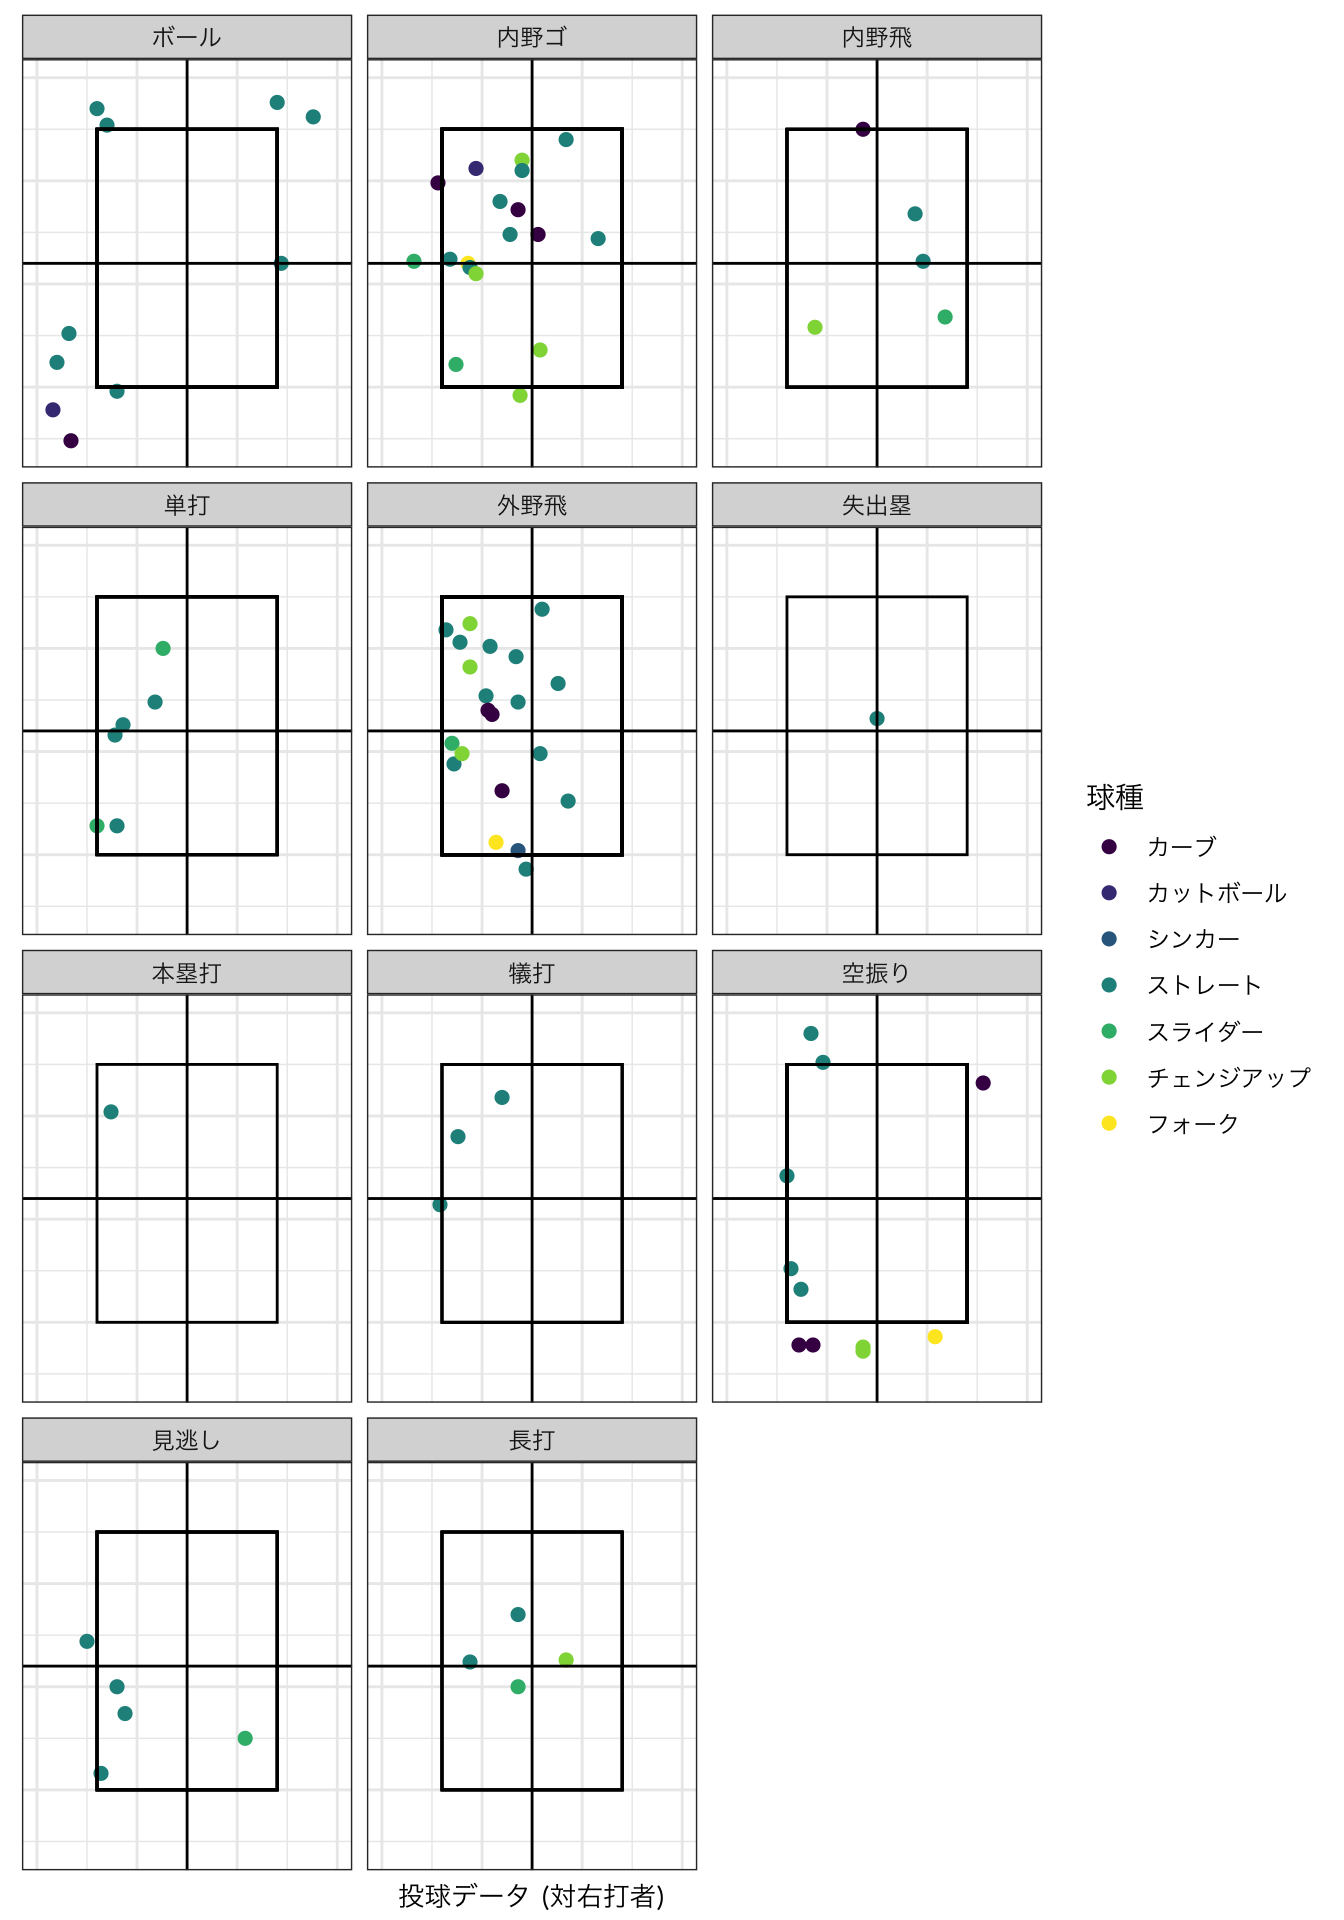 ボール
内野ゴ
内野飛
単打
外野飛
失出塁
本塁打
犠打
空振り
見逃し
長打
球種
カーブ
カットボール
シンカー
ストレート
スライダー
チェンジアップ
フォーク
投球データ (対右打者)